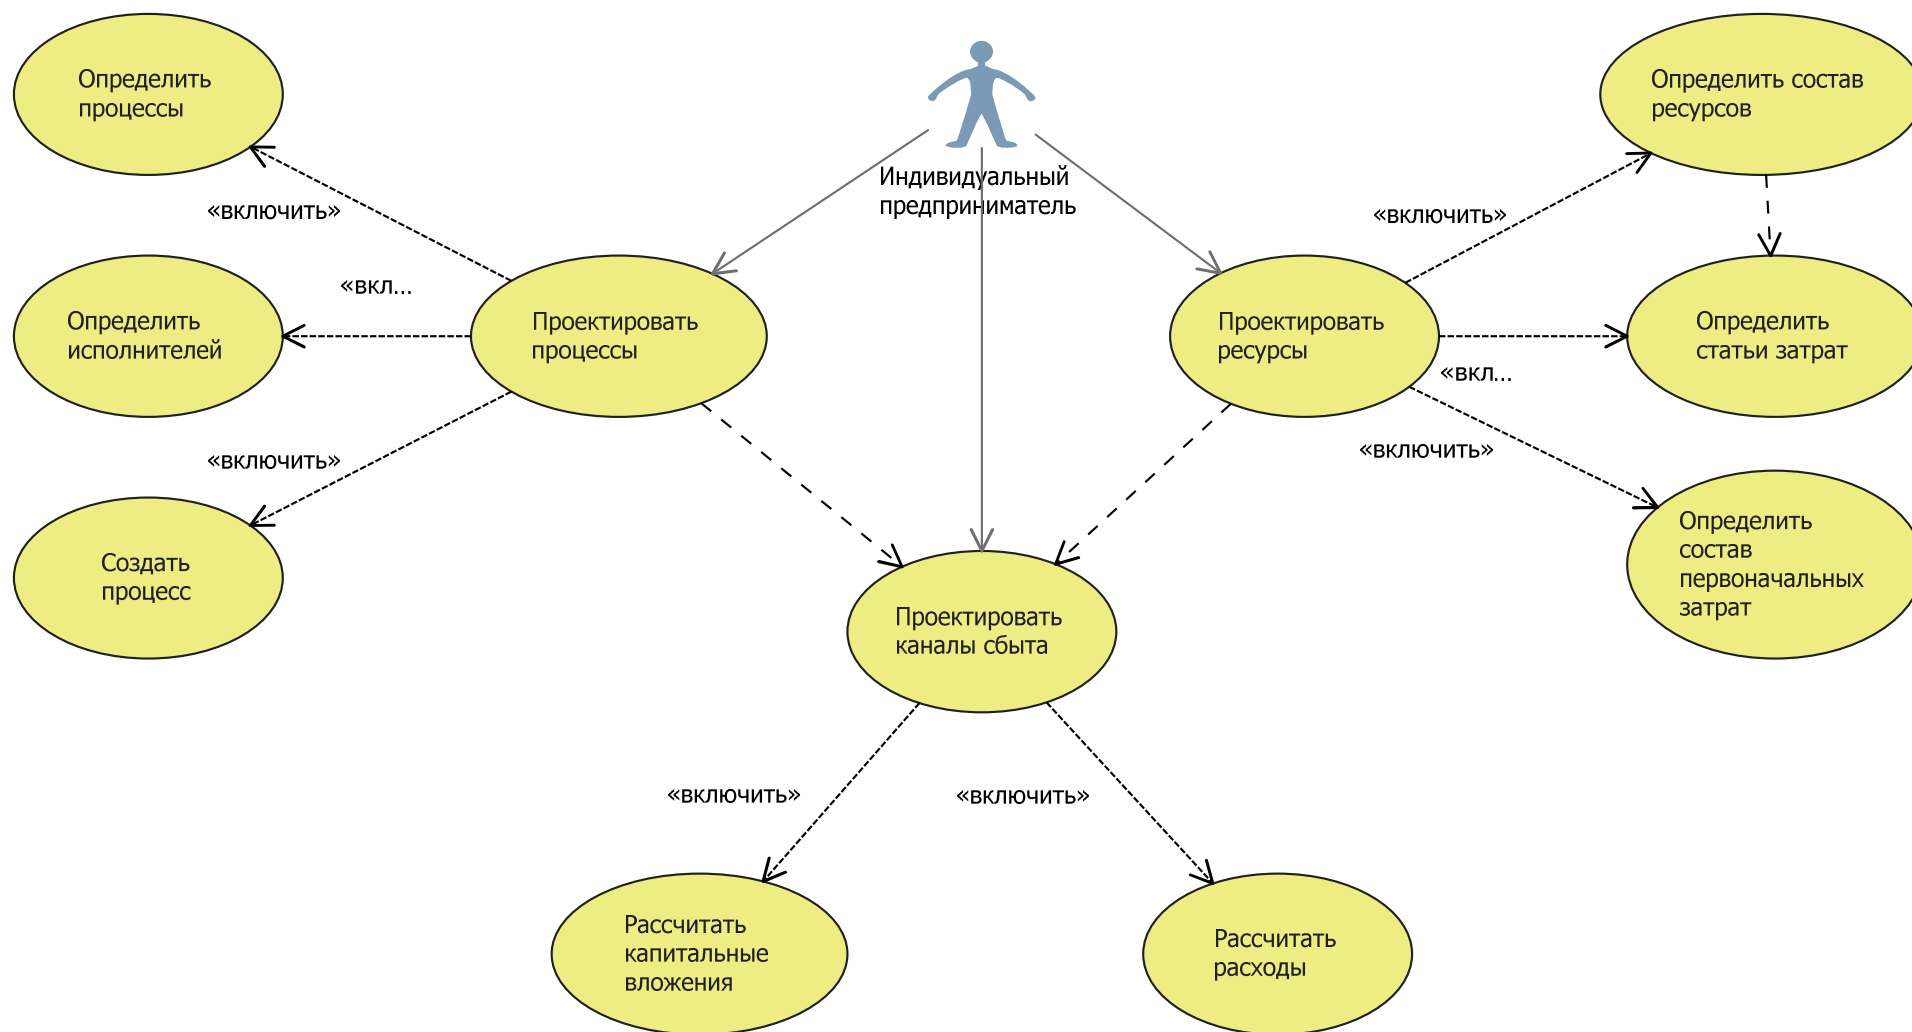 Определить
процессы
Индивидуальный
предприниматель
Определить состав
ресурсов
«включить»
«включить»
«вкл...
Определить
исполнителей
Проектировать
процессы
Проектировать
ресурсы
Определить
статьи затрат
«вкл...
«включить»
«включить»
Создать
процесс
Определить
состав
первоначальных
затрат
Проектировать
каналы сбыта
«включить»
«включить»
Рассчитать
капитальные
вложения
Рассчитать
расходы